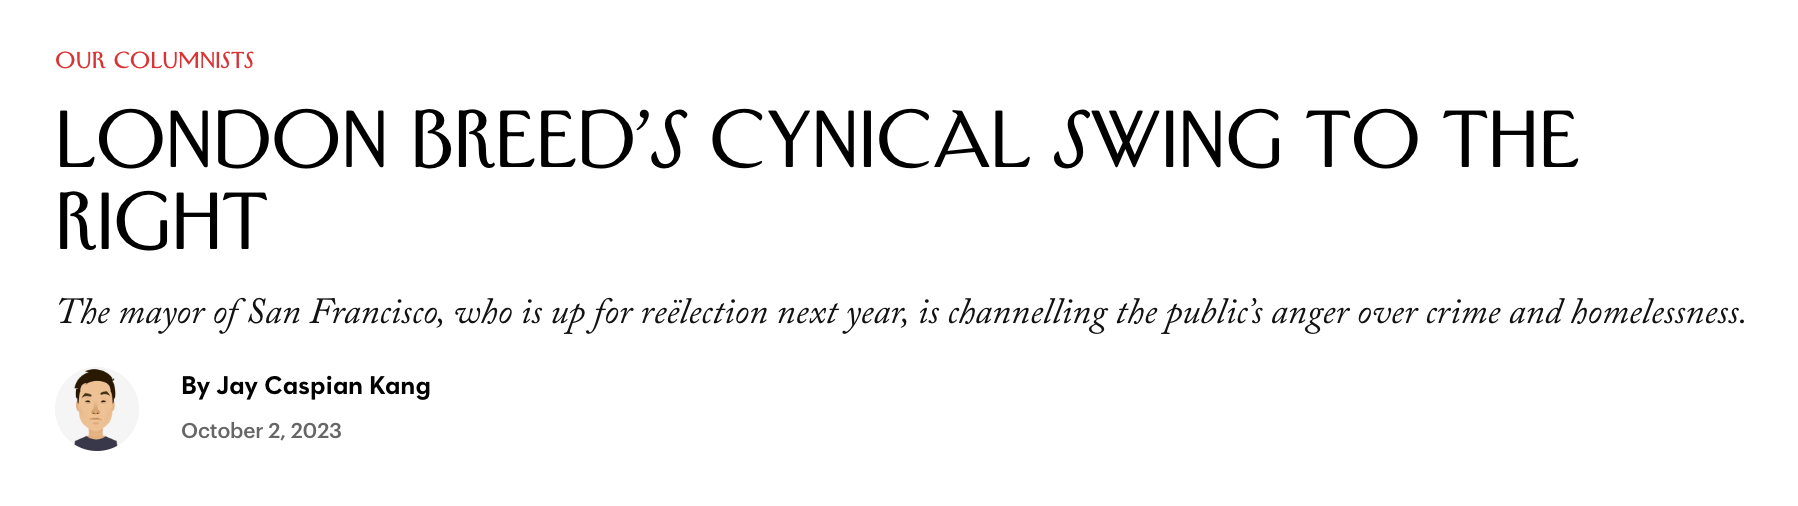 OUR COLUMNISTS
LONDON BREED’S CYNICAL SWING TO THE
RIGHT
The mayor of San Francisco, who is up for reëlection next year, is channelling the public’s anger over crime and homelessness.
By Jay Caspian Kang
October 2, 2023